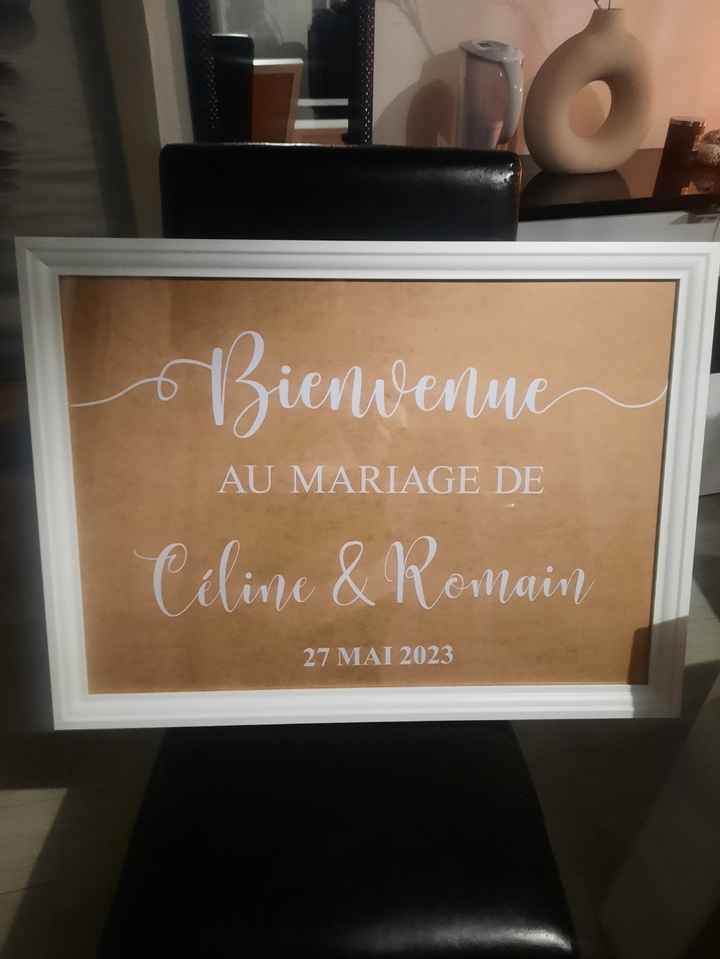 Bienvenue
AU MARIAGE DE
Céline & Romain
27 MAI 2023